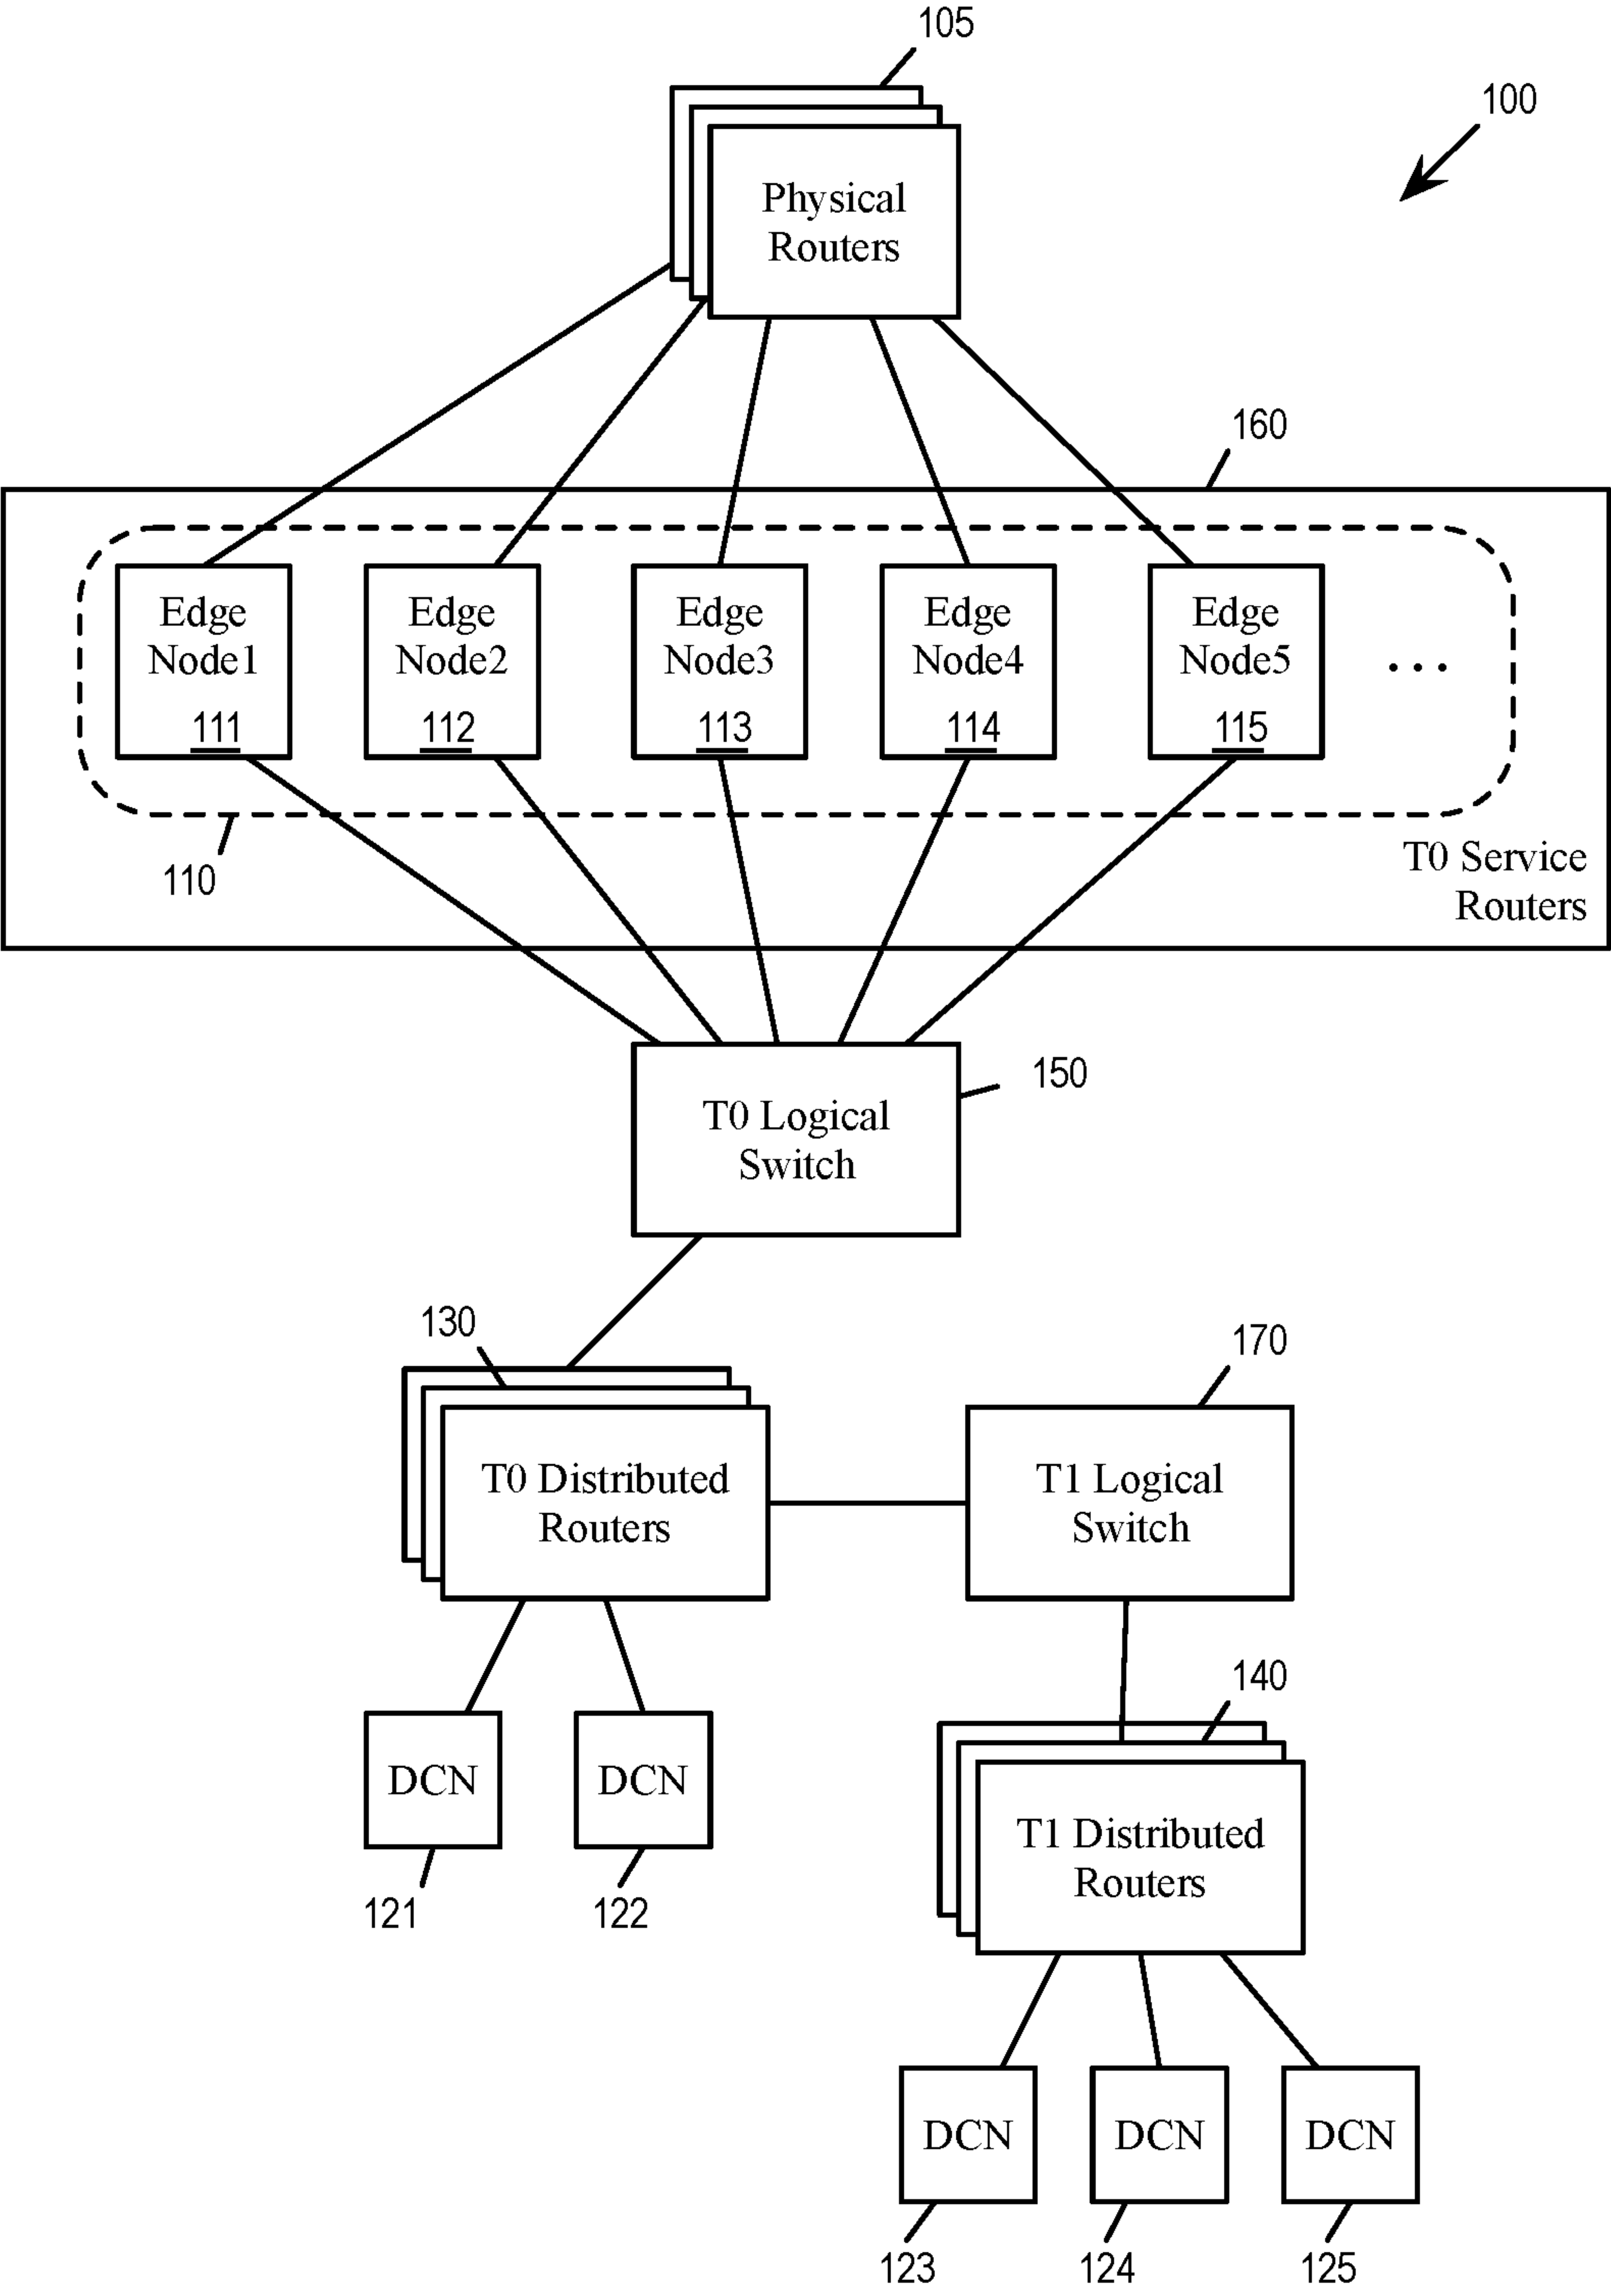 105
100
Physical
Routers
160
Edge
Node1
111
Edge
Node2
112
Edge
Node3
113
Edge
Node4
114
Edge
Node5
115
...
110
T0 Service
Routers
T0 Logical
Switch
150
130
170
T0 Distributed
Routers
T1 Logical
Switch
140
DCN
DCN
121
122
T1 Distributed
Routers
DCN
DCN
DCN
123
124
125